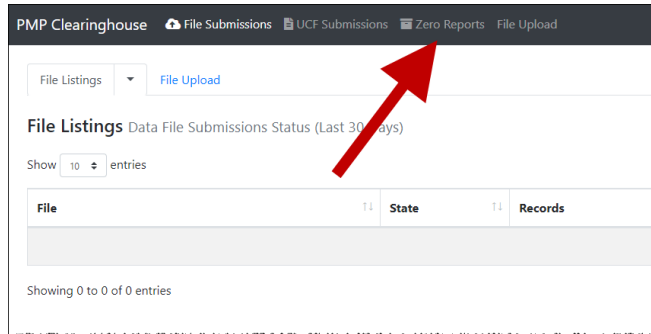 PMP Clearinghouse File Submissions UCF Submissions Zero Reports File Upload
File Listings File Upload
File Listings Data File Submissions Status (Last 30 Days)
Show 10 entries
File State Records
Showing 0 to 0 of 0 entries